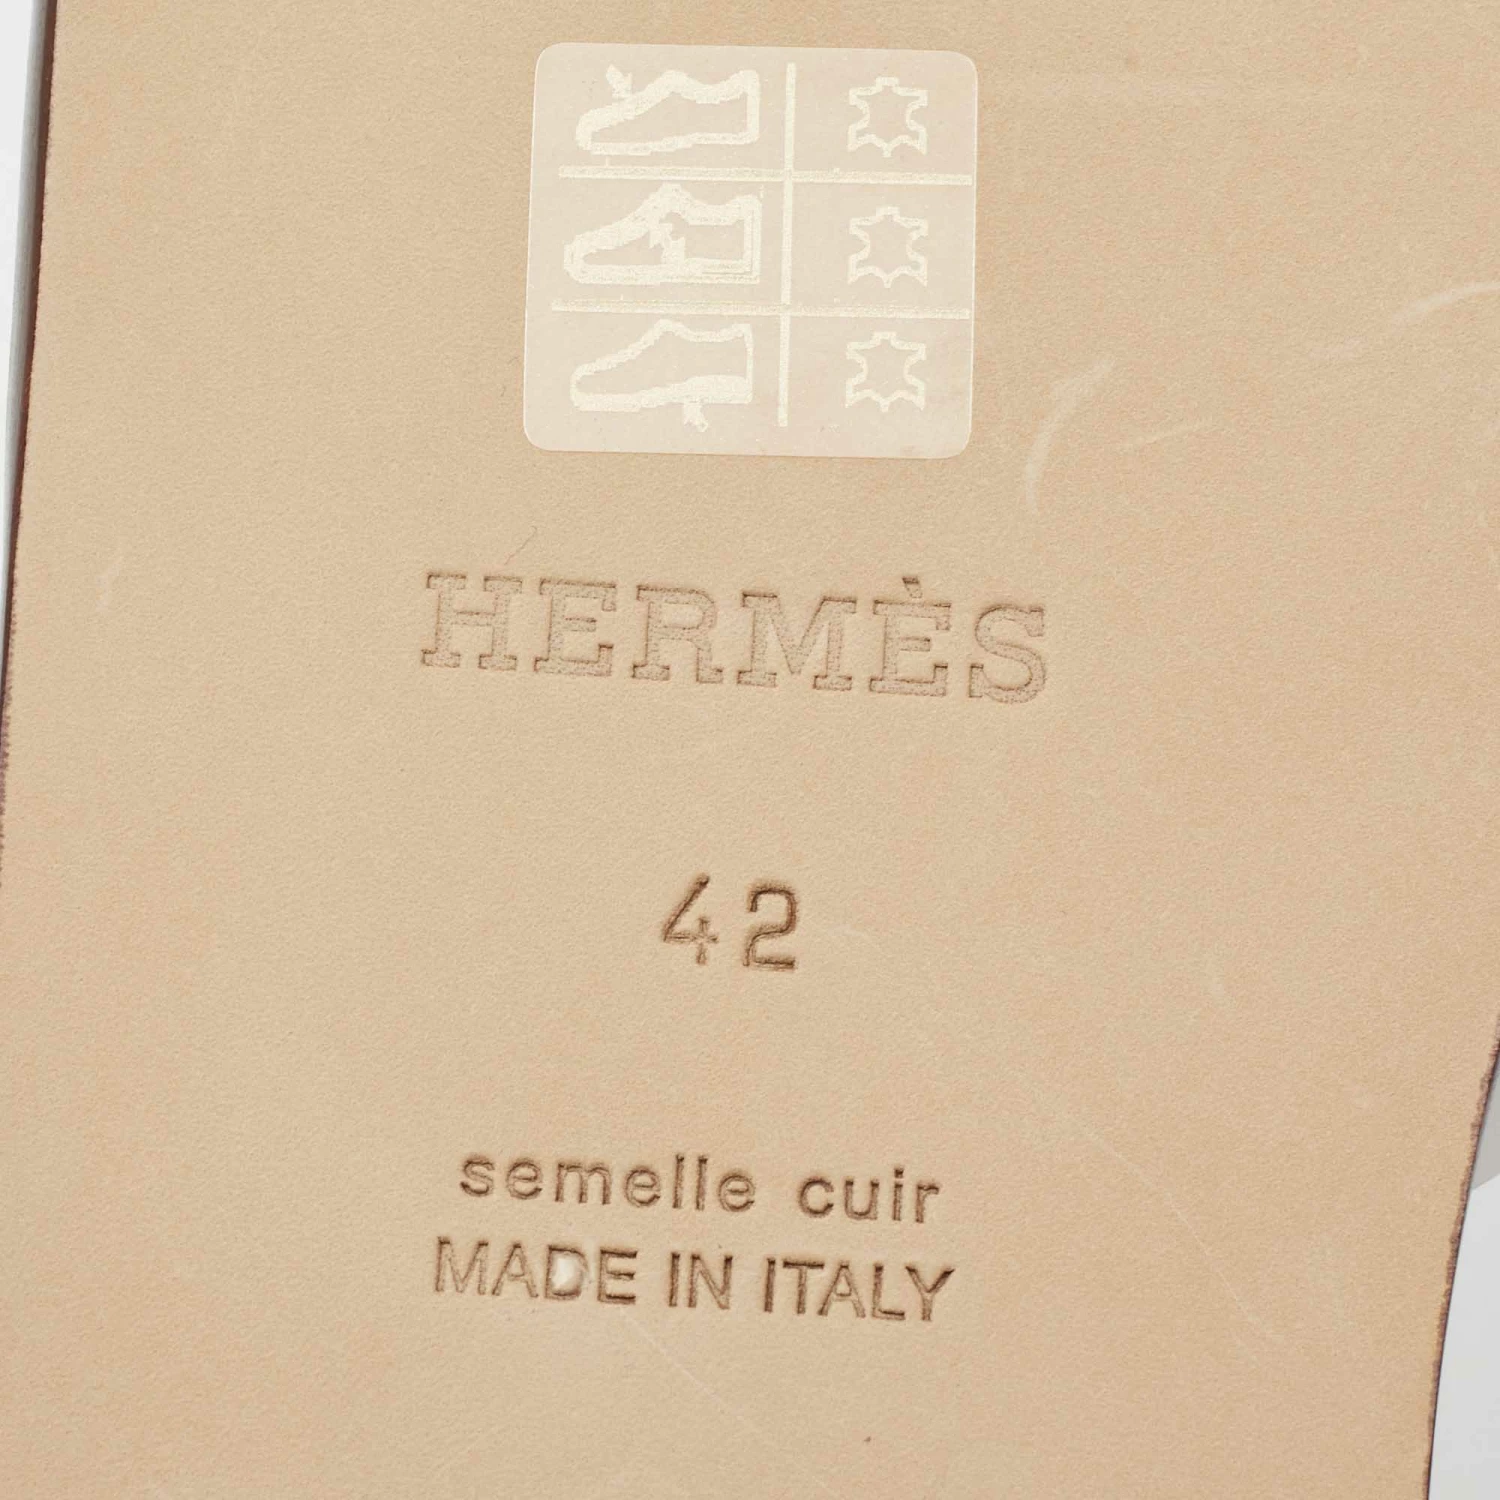 HERMÈS
42
semelle cuir
MADE IN ITALY